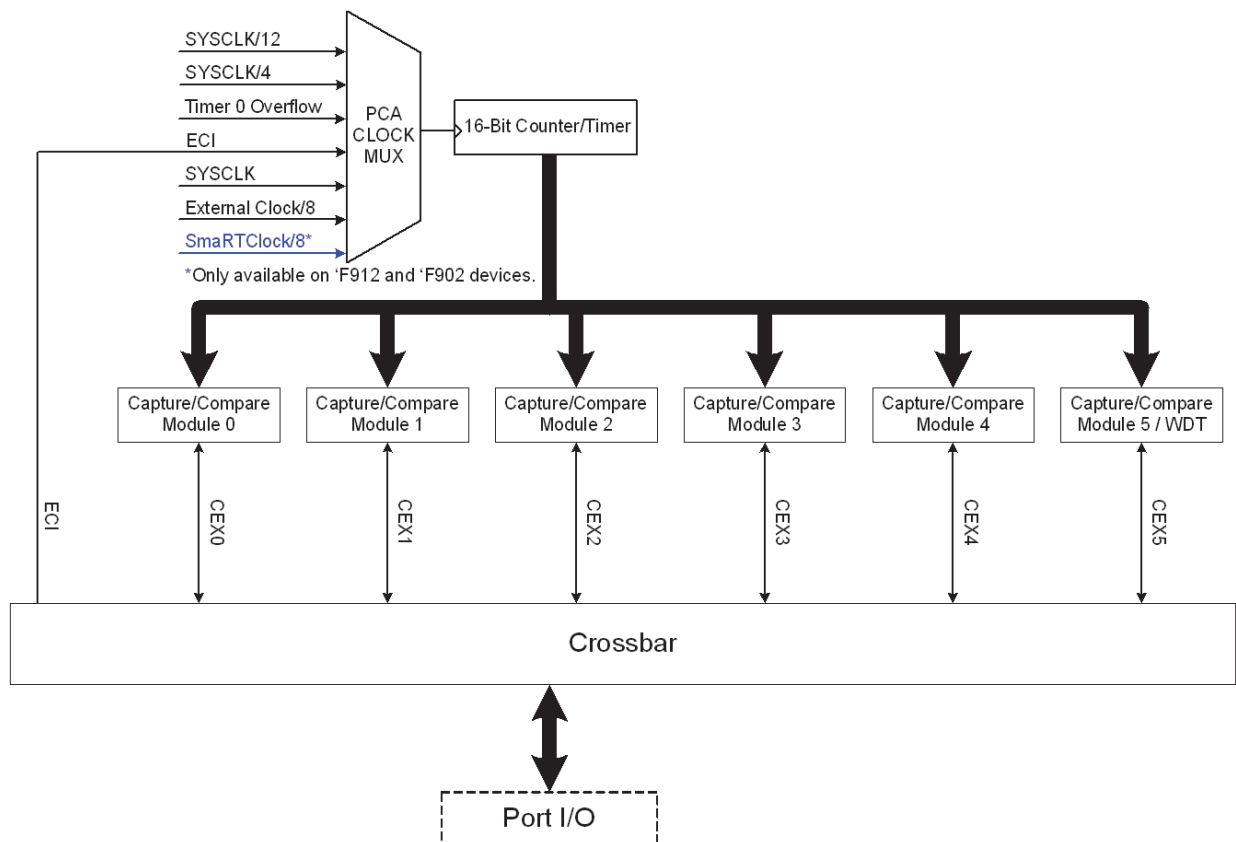 SYSCLK/12
SYSCLK/4
Timer 0 Overflow
ECI
SYSCLK
External Clock/8
SmaRTClock/8*
PCA
CLOCK
MUX
16-Bit Counter/Timer
*Only available on ‘F912 and ‘F902 devices.
Capture/Compare
Module 0
Capture/Compare
Module 1
Capture/Compare
Module 2
Capture/Compare
Module 3
Capture/Compare
Module 4
Capture/Compare
Module 5 / WDT
ECI
CEX0
CEX1
CEX2
CEX3
CEX4
CEX5
Crossbar
Port I/O